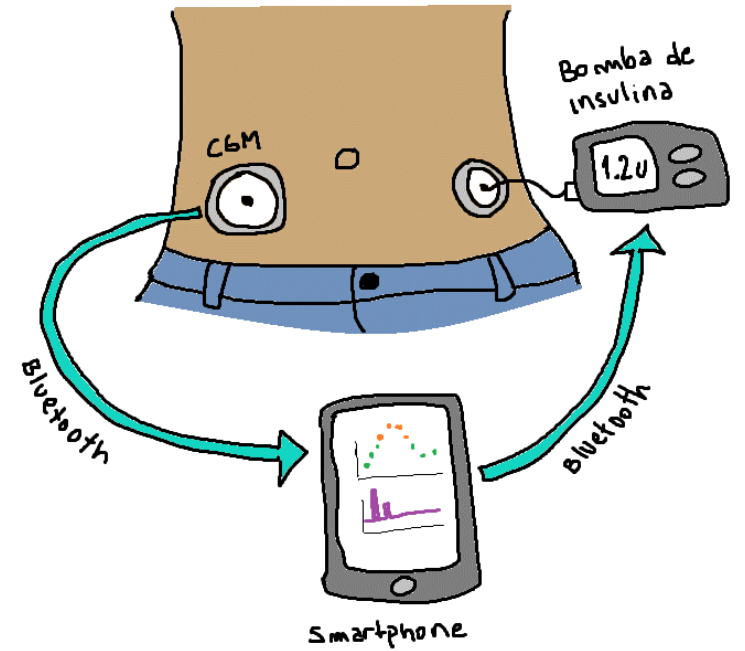 Bomba de
insulina
CGM
1.2u
Bluetooth
Bluetooth
Smartphone